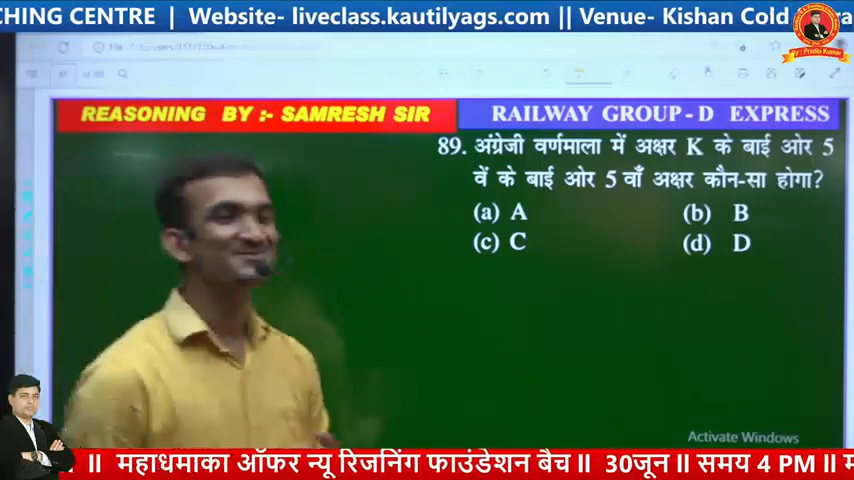 CHING CENTRE | Website- liveclass.kautilyags.com || Venue- Kishan Cold
REASONING BY :- SAMRESH SIR
RAILWAY GROUP - D EXPRESS
89. अंग्रेजी वर्णमाला में अक्षर K के बाई ओर 5
वें के बाई ओर 5 वाँ अक्षर कौन-सा होगा?
(a) A (b) B
(c) C (d) D
Activate Windows
॥ महाधमाका ऑफर न्यू रिजनिंग फाउंडेशन बैच ॥ 30जून ॥ समय 4 PM ॥